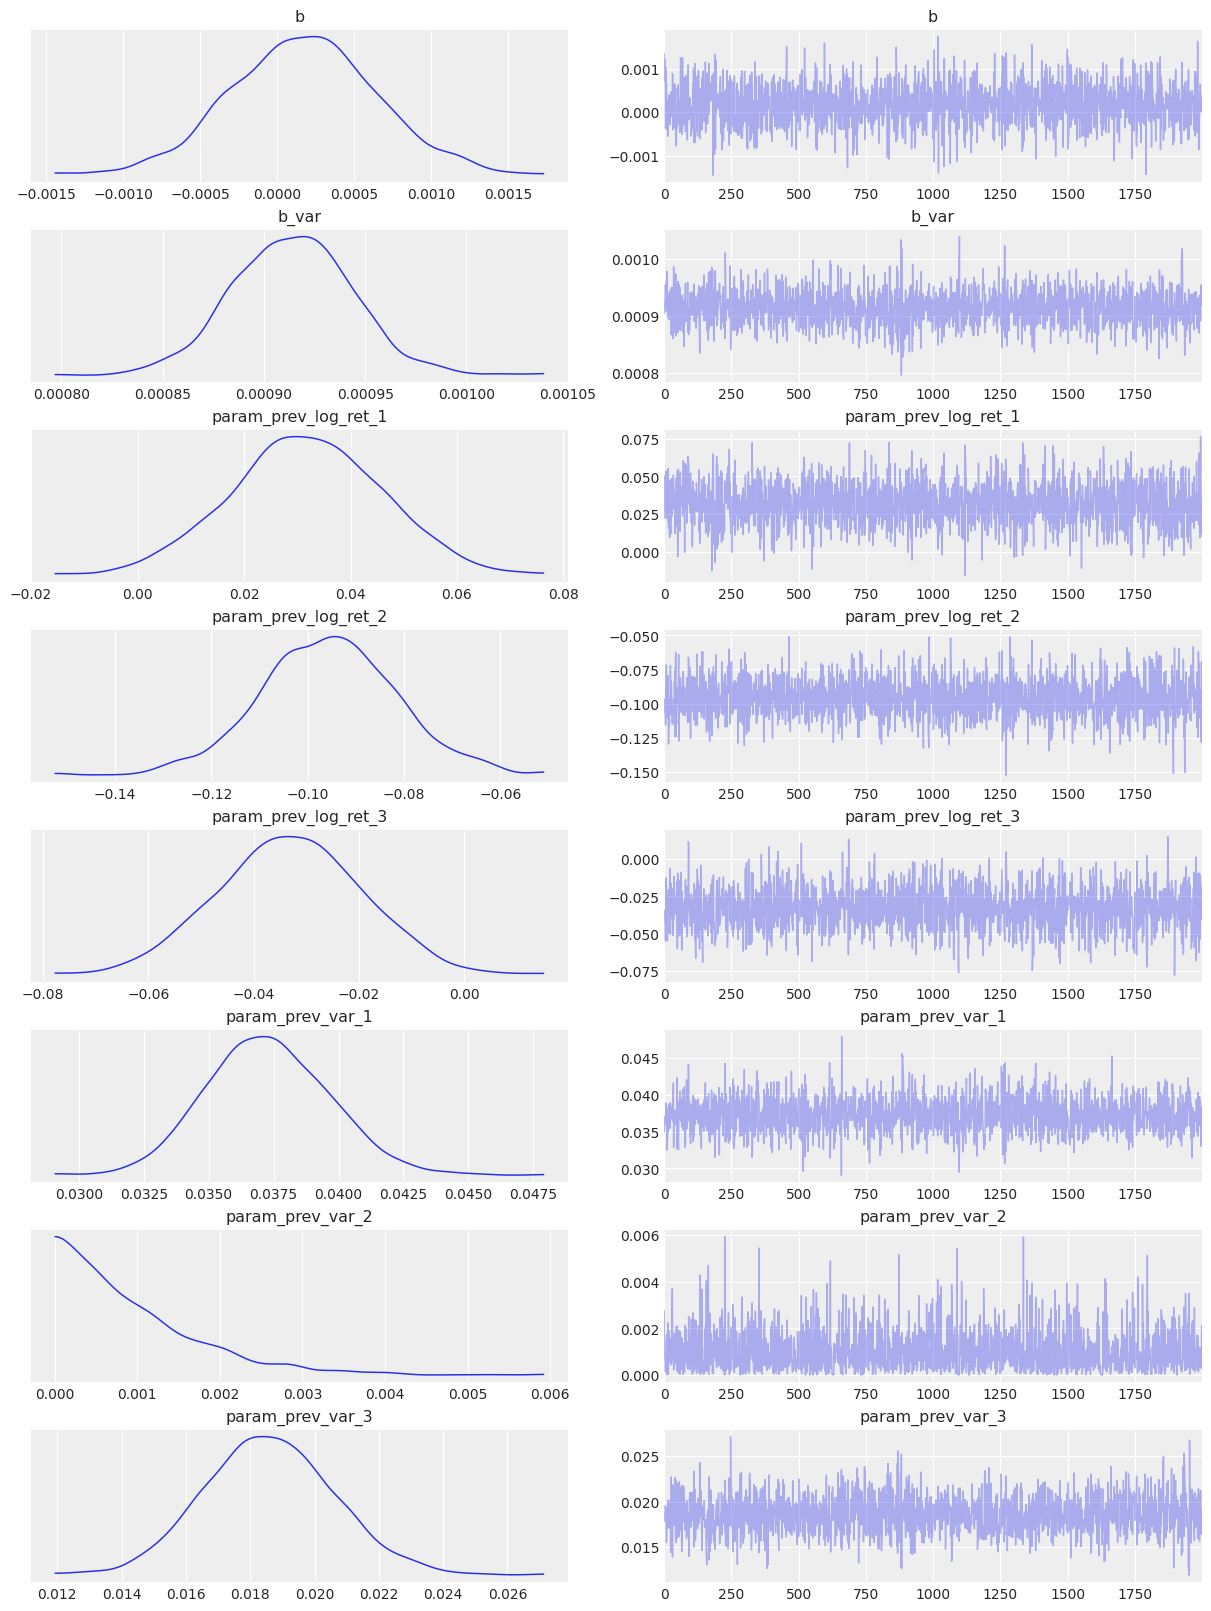 b b
0.001
0.000
−0.001
−0.0015 −0.0010 −0.0005 0.0000 0.0005 0.0010 0.0015 0 250 500 750 1000 1250 1500 1750
b_var b_var
0.0010
0.0009
0.0008
0.00080 0.00085 0.00090 0.00095 0.00100 0.00105 0 250 500 750 1000 1250 1500 1750
param_prev_log_ret_1 param_prev_log_ret_1
0.075
0.050
0.025
0.000
−0.02 0.00 0.02 0.04 0.06 0.08 0 250 500 750 1000 1250 1500 1750
param_prev_log_ret_2 param_prev_log_ret_2
−0.050
−0.075
−0.100
−0.125
−0.150
−0.14 −0.12 −0.10 −0.08 −0.06 0 250 500 750 1000 1250 1500 1750
param_prev_log_ret_3 param_prev_log_ret_3
0.000
−0.025
−0.050
−0.075
−0.08 −0.06 −0.04 −0.02 0.00 0 250 500 750 1000 1250 1500 1750
param_prev_var_1 param_prev_var_1
0.045
0.040
0.035
0.030
0.0300 0.0325 0.0350 0.0375 0.0400 0.0425 0.0450 0.0475 0 250 500 750 1000 1250 1500 1750
param_prev_var_2 param_prev_var_2
0.006
0.004
0.002
0.000
0.000 0.001 0.002 0.003 0.004 0.005 0.006 0 250 500 750 1000 1250 1500 1750
param_prev_var_3 param_prev_var_3
0.025
0.020
0.015
0.012 0.014 0.016 0.018 0.020 0.022 0.024 0.026 0 250 500 750 1000 1250 1500 1750